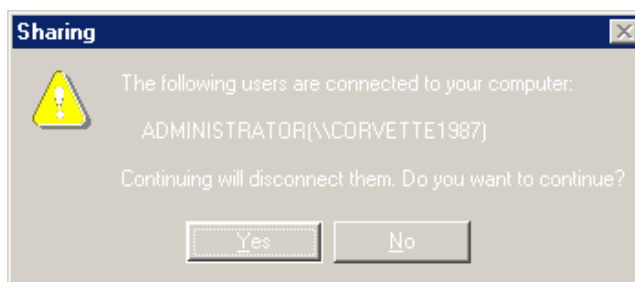 Sharing
The following users are connected to your computer:
ADMINISTRATOR(\\CORVETTE1987)
Continuing will disconnect them. Do you want to continue?
Yes
No